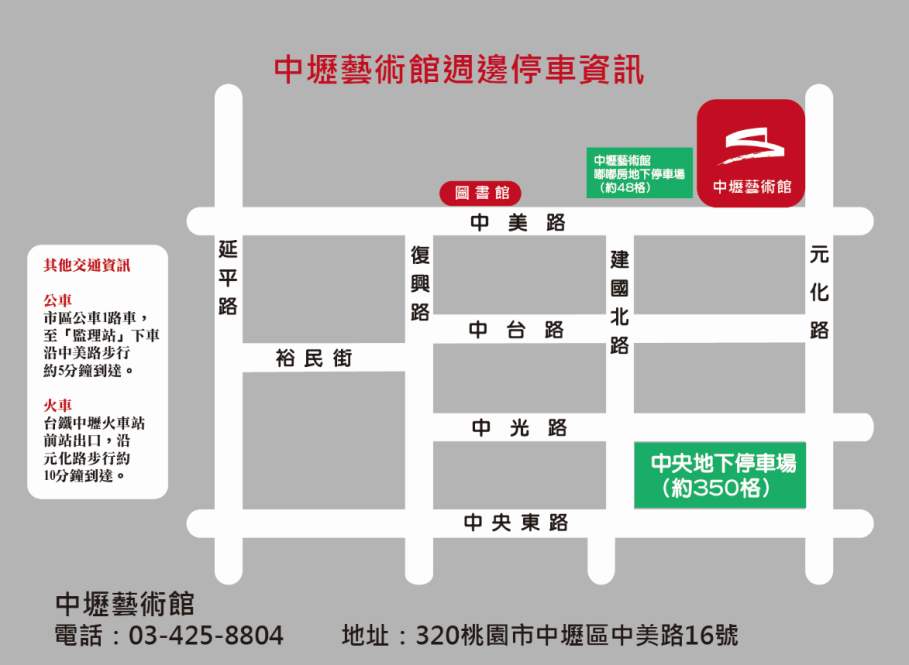 中壢藝術館週邊停車資訊
中壢藝術館
嘟嘟房地下停車場
（約48格）
中壢藝術館
圖書館
中美路
延平路
復興路
建國北路
元化路
其他交通資訊
公車
市區公車1路車，
至「監理站」下車
沿中美路步行
約5分鐘到達。
火車
台鐵中壢火車站
前站出口，沿
元化路步行約
10分鐘到達。
中台路
裕民街
中光路
中央地下停車場
（約350格）
中央東路
中壢藝術館
電話：03-425-8804
地址：320桃園市中壢區中美路16號